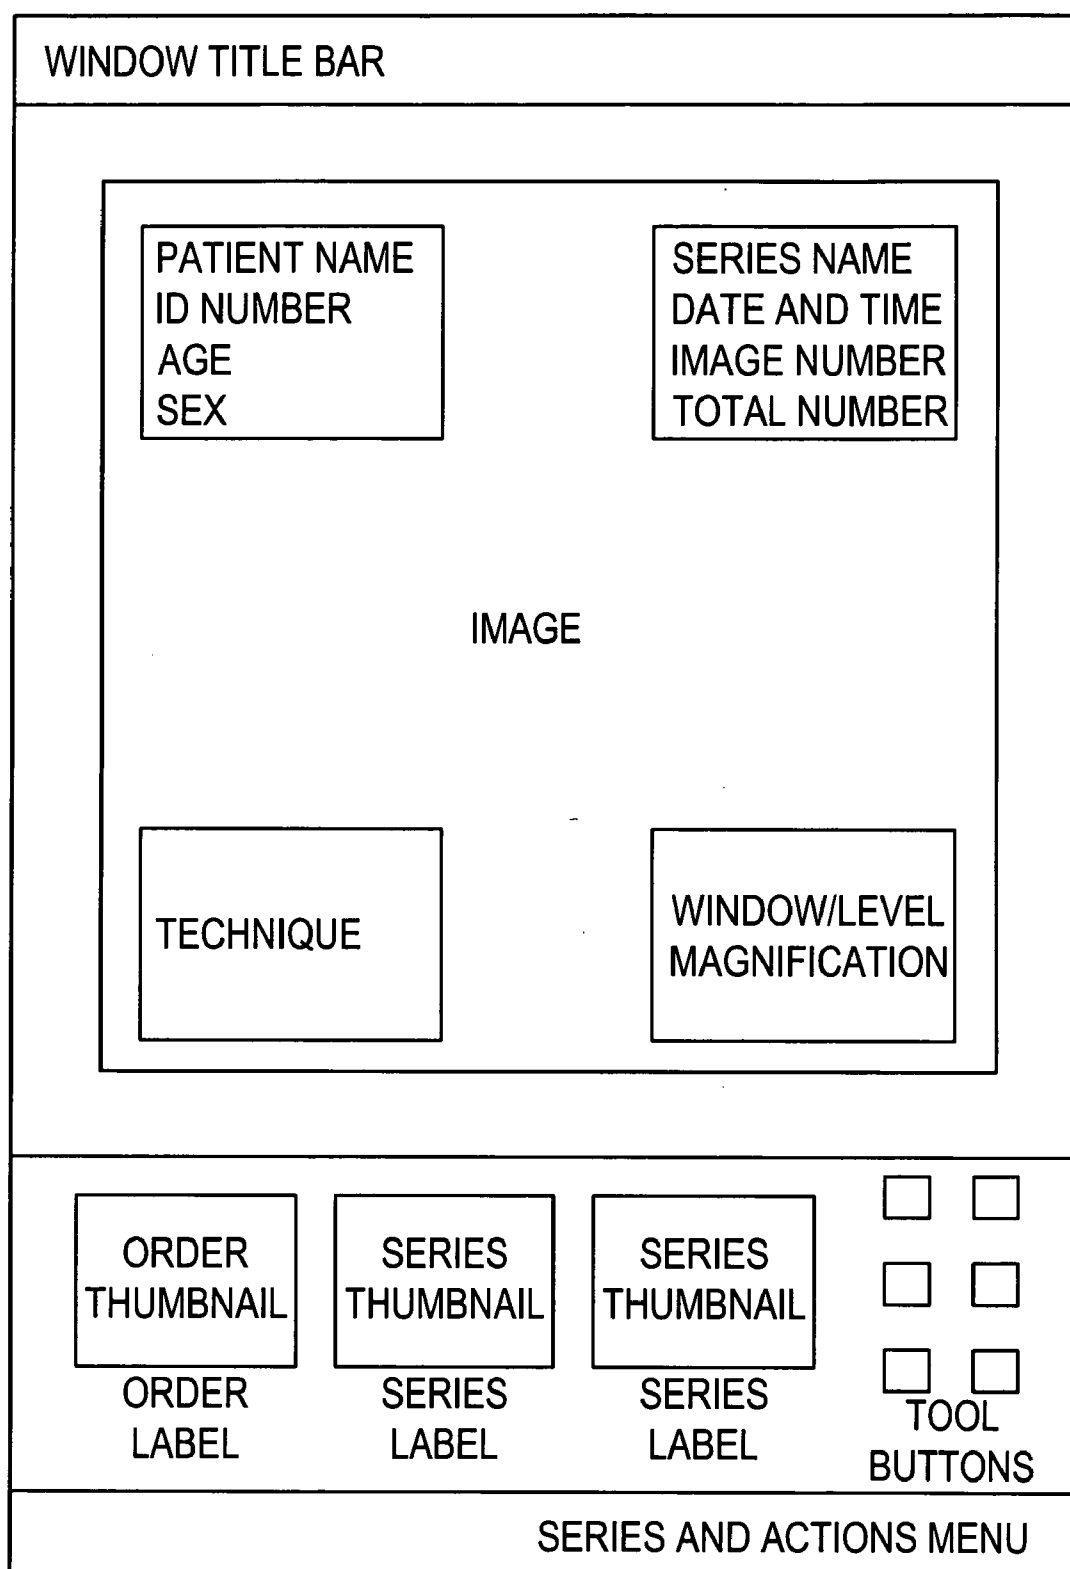 WINDOW TITLE BAR
PATIENT NAME
ID NUMBER
AGE
SEX
SERIES NAME
DATE AND TIME
IMAGE NUMBER
TOTAL NUMBER
IMAGE
TECHNIQUE
WINDOW/LEVEL
MAGNIFICATION
ORDER
THUMBNAIL
ORDER
LABEL
SERIES
THUMBNAIL
SERIES
LABEL
SERIES
THUMBNAIL
SERIES
LABEL
TOOL
BUTTONS
SERIES AND ACTIONS MENU